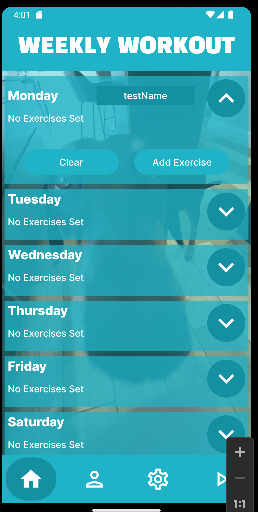 4:01
WEEKLY WORKOUT
Monday
testName
No Exercises Set
Clear
Add Exercise
Tuesday
No Exercises Set
Wednesday
No Exercises Set
Thursday
No Exercises Set
Friday
No Exercises Set
Saturday
No Exercises Set
1:1